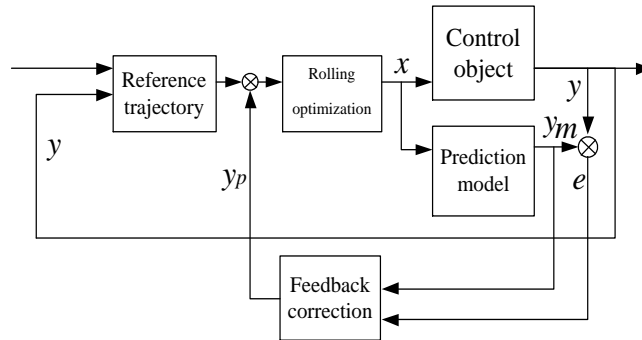 Reference
trajectory
Rolling
optimization
x
Control
object
y
y
yp
ym
Prediction
model
e
Feedback
correction